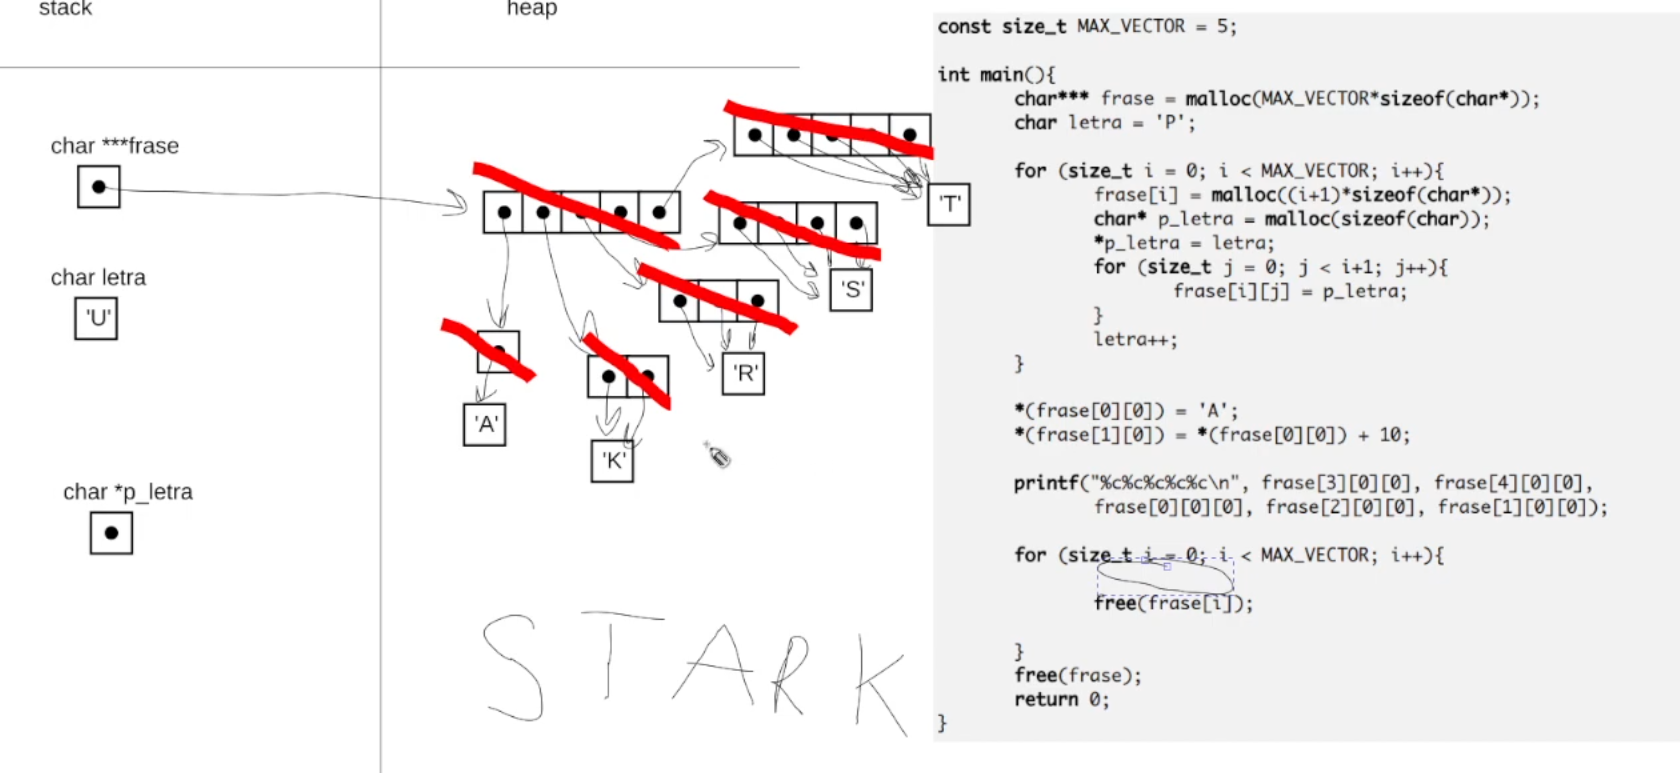 stack
heap
char ***frase
char letra
'U'
char *p_letra
'T'
'S'
'R'
'A'
'K'
STARK
const size_t MAX_VECTOR = 5;
int main(){
char*** frase = malloc(MAX_VECTOR*sizeof(char*));
char letra = 'P';
for (size_t i = 0; i < MAX_VECTOR; i++){
frase[i] = malloc((i+1)*sizeof(char*));
char* p_letra = malloc(sizeof(char));
*p_letra = letra;
for (size_t j = 0; j < i+1; j++){
frase[i][j] = p_letra;
}
letra++;
}
*(frase[0][0]) = 'A';
*(frase[1][0]) = *(frase[0][0]) + 10;
printf("%c%c%c%c%c\n", frase[3][0][0], frase[4][0][0],
frase[0][0][0], frase[2][0][0], frase[1][0][0]);
for (size_t i = 0; i < MAX_VECTOR; i++){
free(frase[i]);
}
free(frase);
return 0;
}